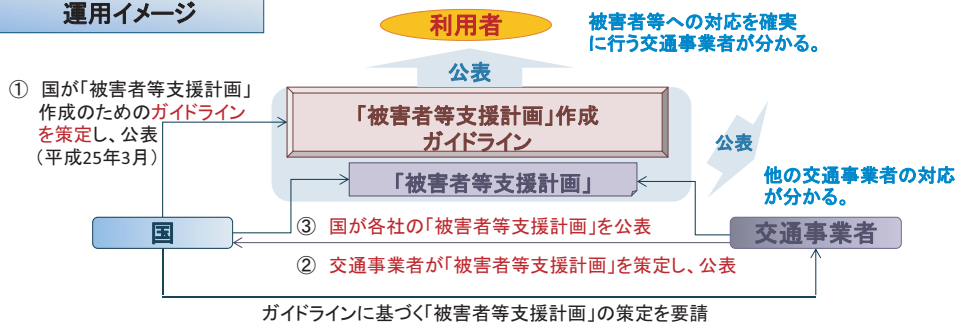 運用イメージ
利用者
被害者等への対応を確実
に行う交通事業者が分かる。
公表
① 国が「被害者等支援計画」
作成のためのガイドライン
を策定し、公表
（平成25年3月）
「被害者等支援計画」作成
ガイドライン
公表
「被害者等支援計画」
他の交通事業者の対応
が分かる。
国
③ 国が各社の「被害者等支援計画」を公表
交通事業者
② 交通事業者が「被害者等支援計画」を策定し、公表
ガイドラインに基づく「被害者等支援計画」の策定を要請